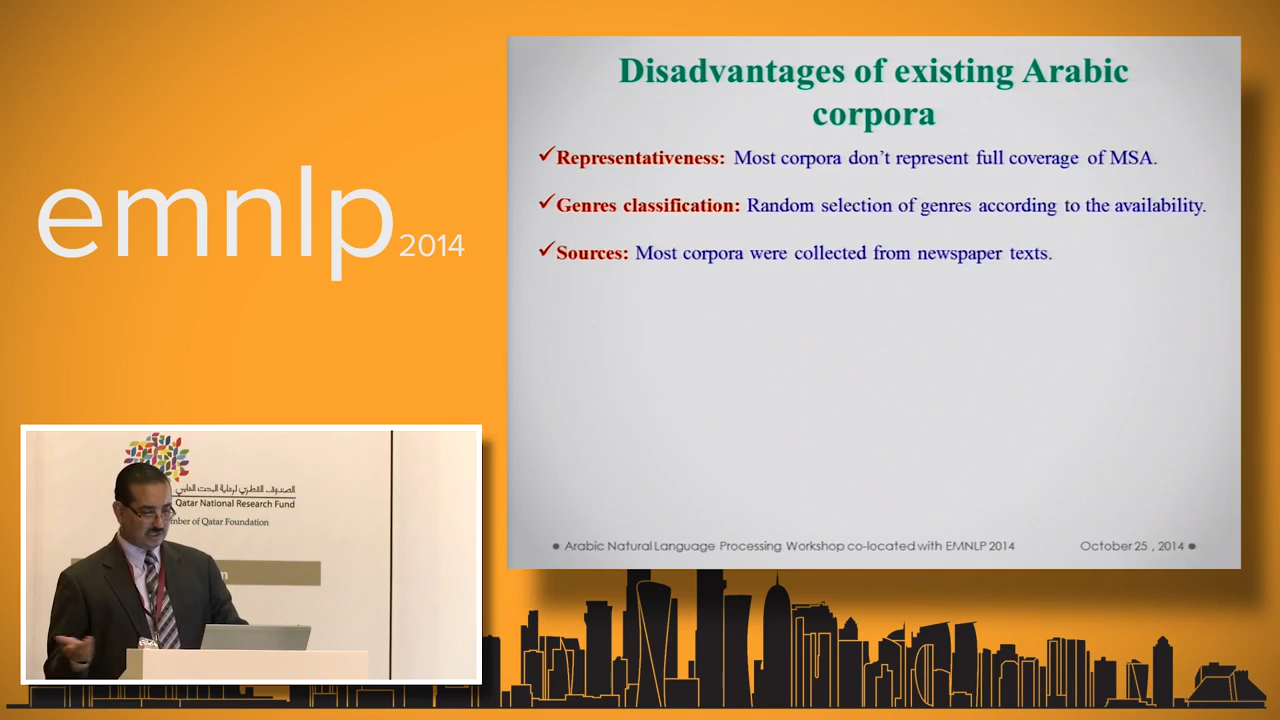 emnlp 2014
Disadvantages of existing Arabic
corpora
✓Representativeness: Most corpora don't represent full coverage of MSA.
✓Genres classification: Random selection of genres according to the availability.
✓Sources: Most corpora were collected from newspaper texts.
● Arabic Natural Language Processing Workshop co-located with EMNLP 2014 October 25 , 2014 ●
الصندوق القطري لرعاية البحث العلمي
Qatar National Research Fund
mber of Qatar Foundation